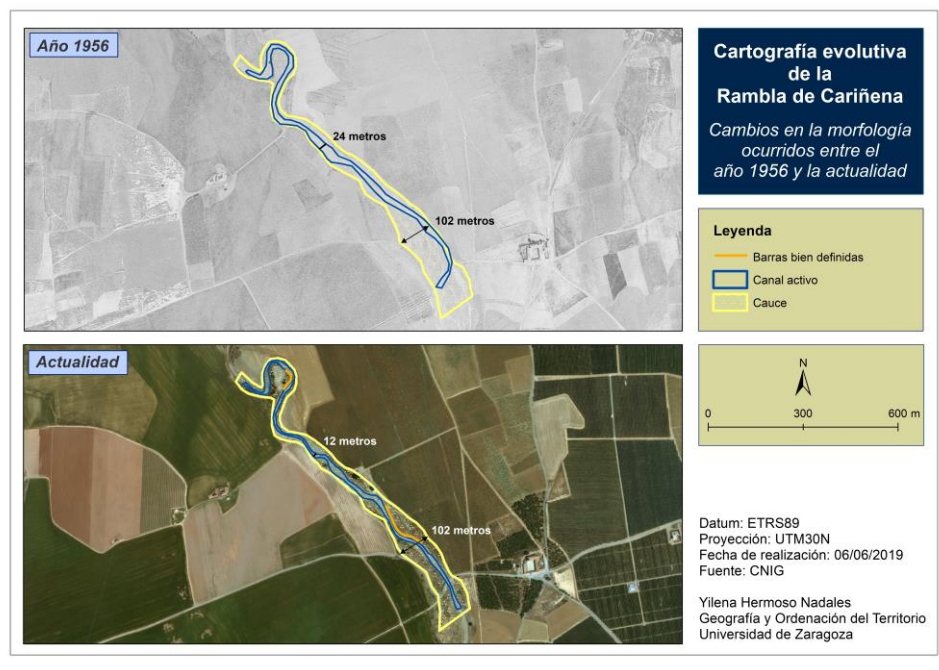 Año 1956
24 metros
102 metros
Actualidad
12 metros
102 metros
Cartografía evolutiva
de la
Rambla de Cariñena
Cambios en la morfología
ocurridos entre el
año 1956 y la actualidad
Leyenda
Barras bien definidas
Canal activo
Cauce
N
0 300 600 m
Datum: ETRS89
Proyección: UTM30N
Fecha de realización: 06/06/2019
Fuente: CNIG
Yilena Hermoso Nadales
Geografía y Ordenación del Territorio
Universidad de Zaragoza